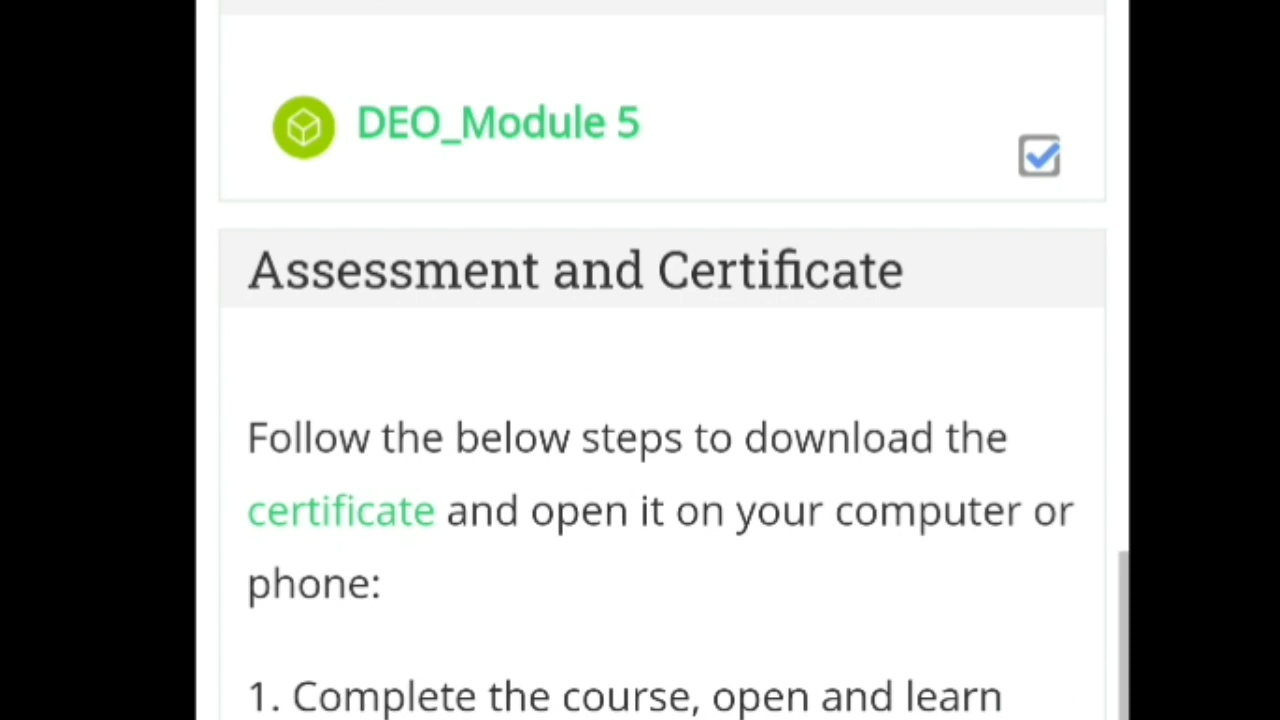 DEO_Module 5
Assessment and Certificate
Follow the below steps to download the
certificate and open it on your computer or
phone:
1. Complete the course, open and learn